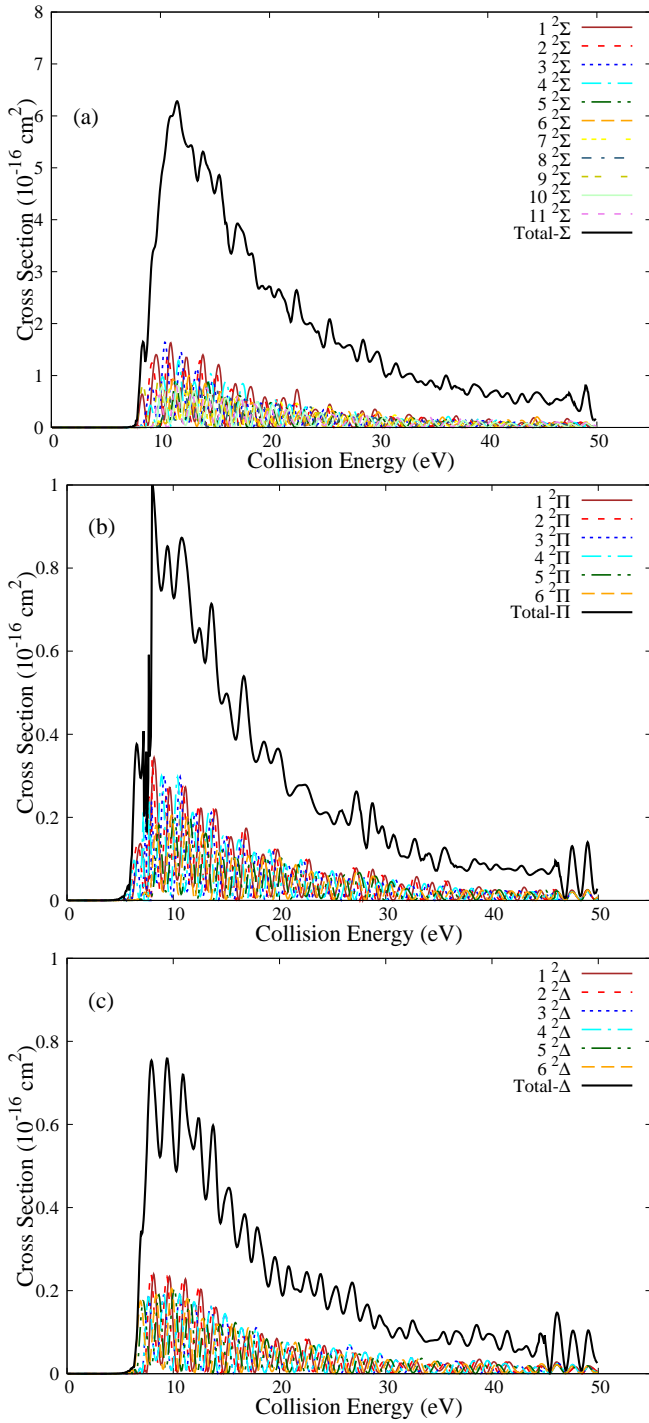 8
7
6
5
4
3
2
1
0
Cross Section (10⁻¹⁶ cm²)
(a)
1 ²Σ
2 ²Σ
3 ²Σ
4 ²Σ
5 ²Σ
6 ²Σ
7 ²Σ
8 ²Σ
9 ²Σ
10 ²Σ
11 ²Σ
Total-Σ
0 10 20 30 40 50
Collision Energy (eV)
1
0.8
0.6
0.4
0.2
0
Cross Section (10⁻¹⁶ cm²)
(b)
1 ²Π
2 ²Π
3 ²Π
4 ²Π
5 ²Π
6 ²Π
Total-Π
0 10 20 30 40 50
Collision Energy (eV)
1
0.8
0.6
0.4
0.2
0
Cross Section (10⁻¹⁶ cm²)
(c)
1 ²Δ
2 ²Δ
3 ²Δ
4 ²Δ
5 ²Δ
6 ²Δ
Total-Δ
0 10 20 30 40 50
Collision Energy (eV)